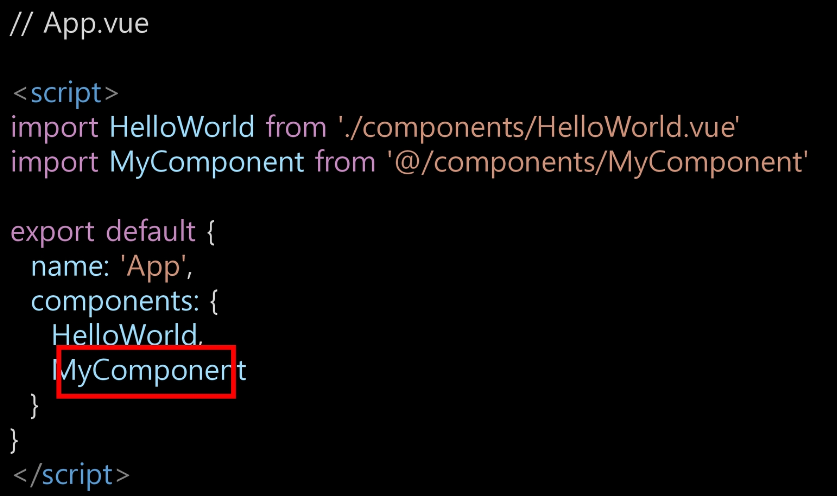 // App.vue
<script>
import HelloWorld from './components/HelloWorld.vue'
import MyComponent from '@/components/MyComponent'
export default {
name: 'App',
components: {
HelloWorld,
MyComponent
}
}
</script>